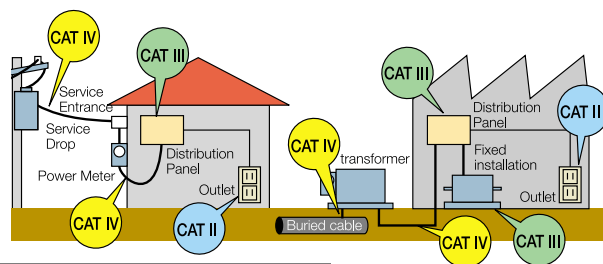 CAT IV
CAT III
Service
Entrance
Service
Drop
Power Meter
Distribution
Panel
Outlet
CAT IV
CAT II
CAT IV
transformer
Buried cable
CAT III
Distribution
Panel
Fixed
installation
CAT II
Outlet
CAT IV
CAT III